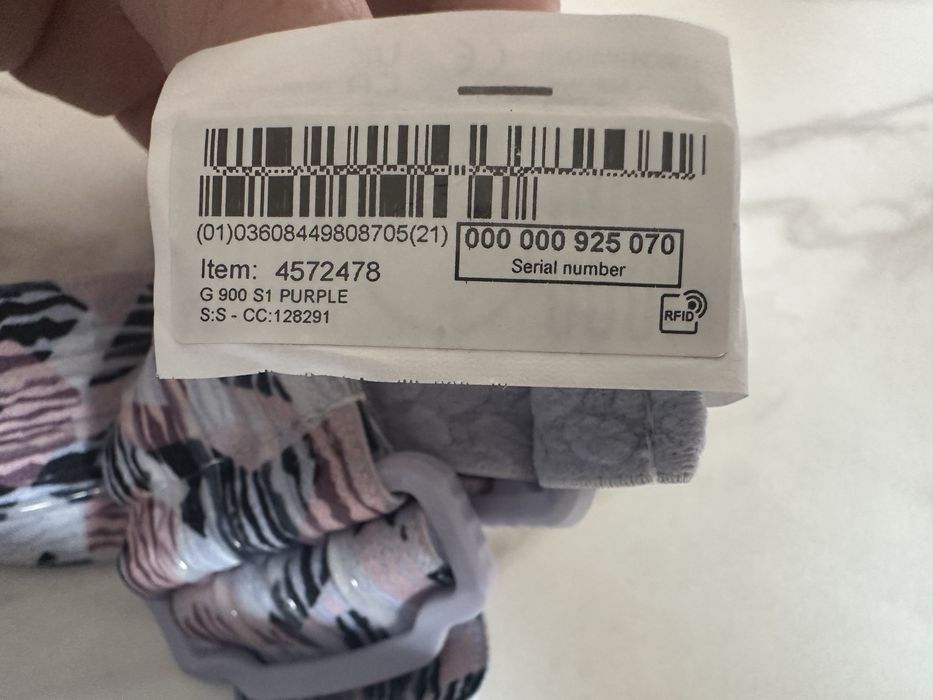 (01)03608449808705(21)
000 000 925 070
Serial number
Item: 4572478
G 900 S1 PURPLE
S:S - CC:128291
RFID